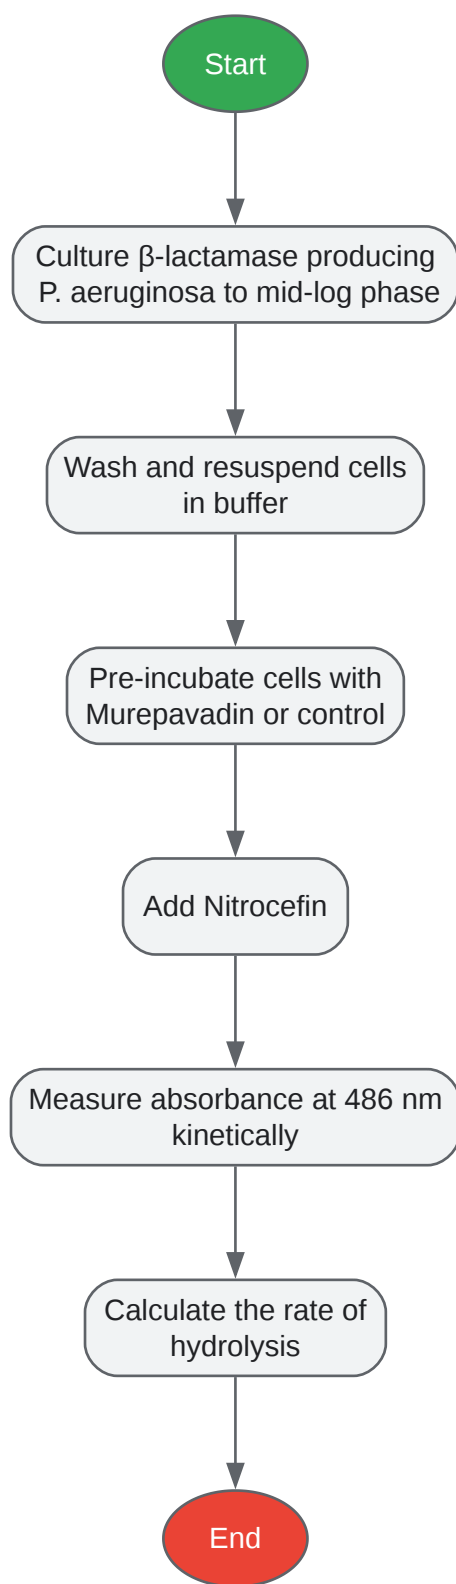 Start
Culture β-lactamase producing
P. aeruginosa to mid-log phase
Wash and resuspend cells
in buffer
Pre-incubate cells with
Murepavadin or control
Add Nitrocefin
Measure absorbance at 486 nm
kinetically
Calculate the rate of
hydrolysis
End